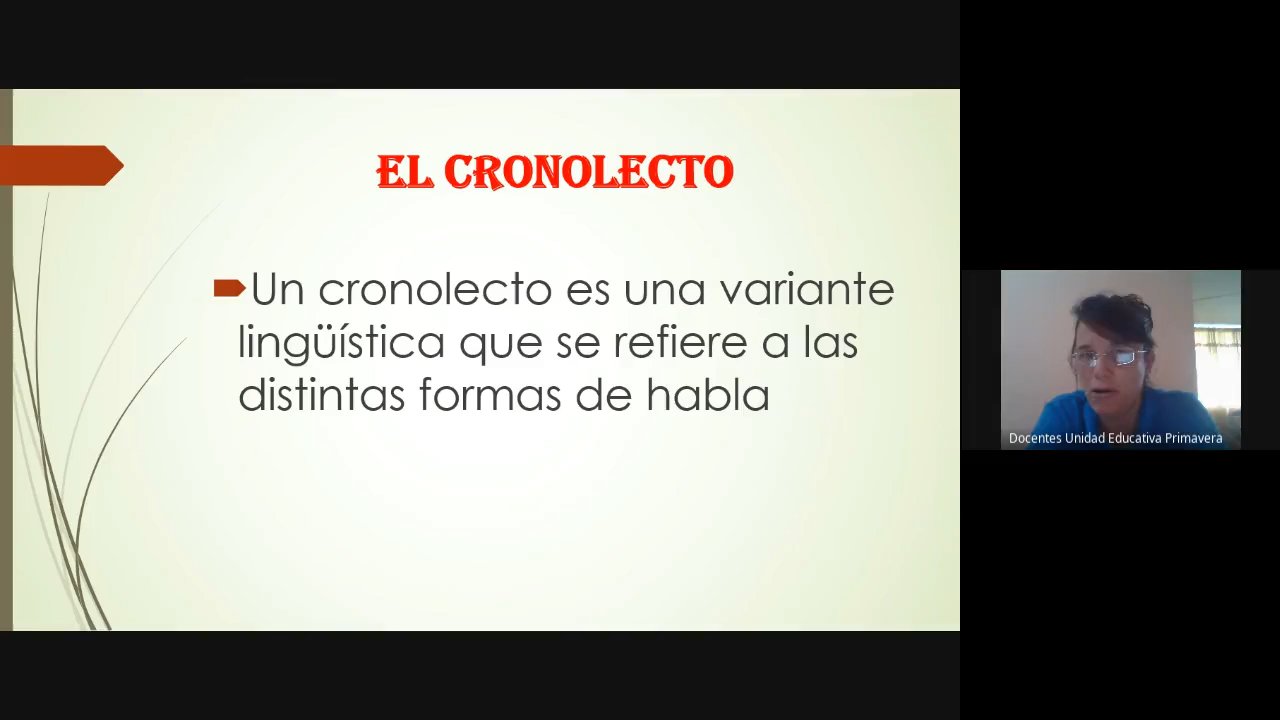 EL CRONOLECTO
Un cronolecto es una variante
lingüística que se refiere a las
distintas formas de habla
Docentes Unidad Educativa Primavera